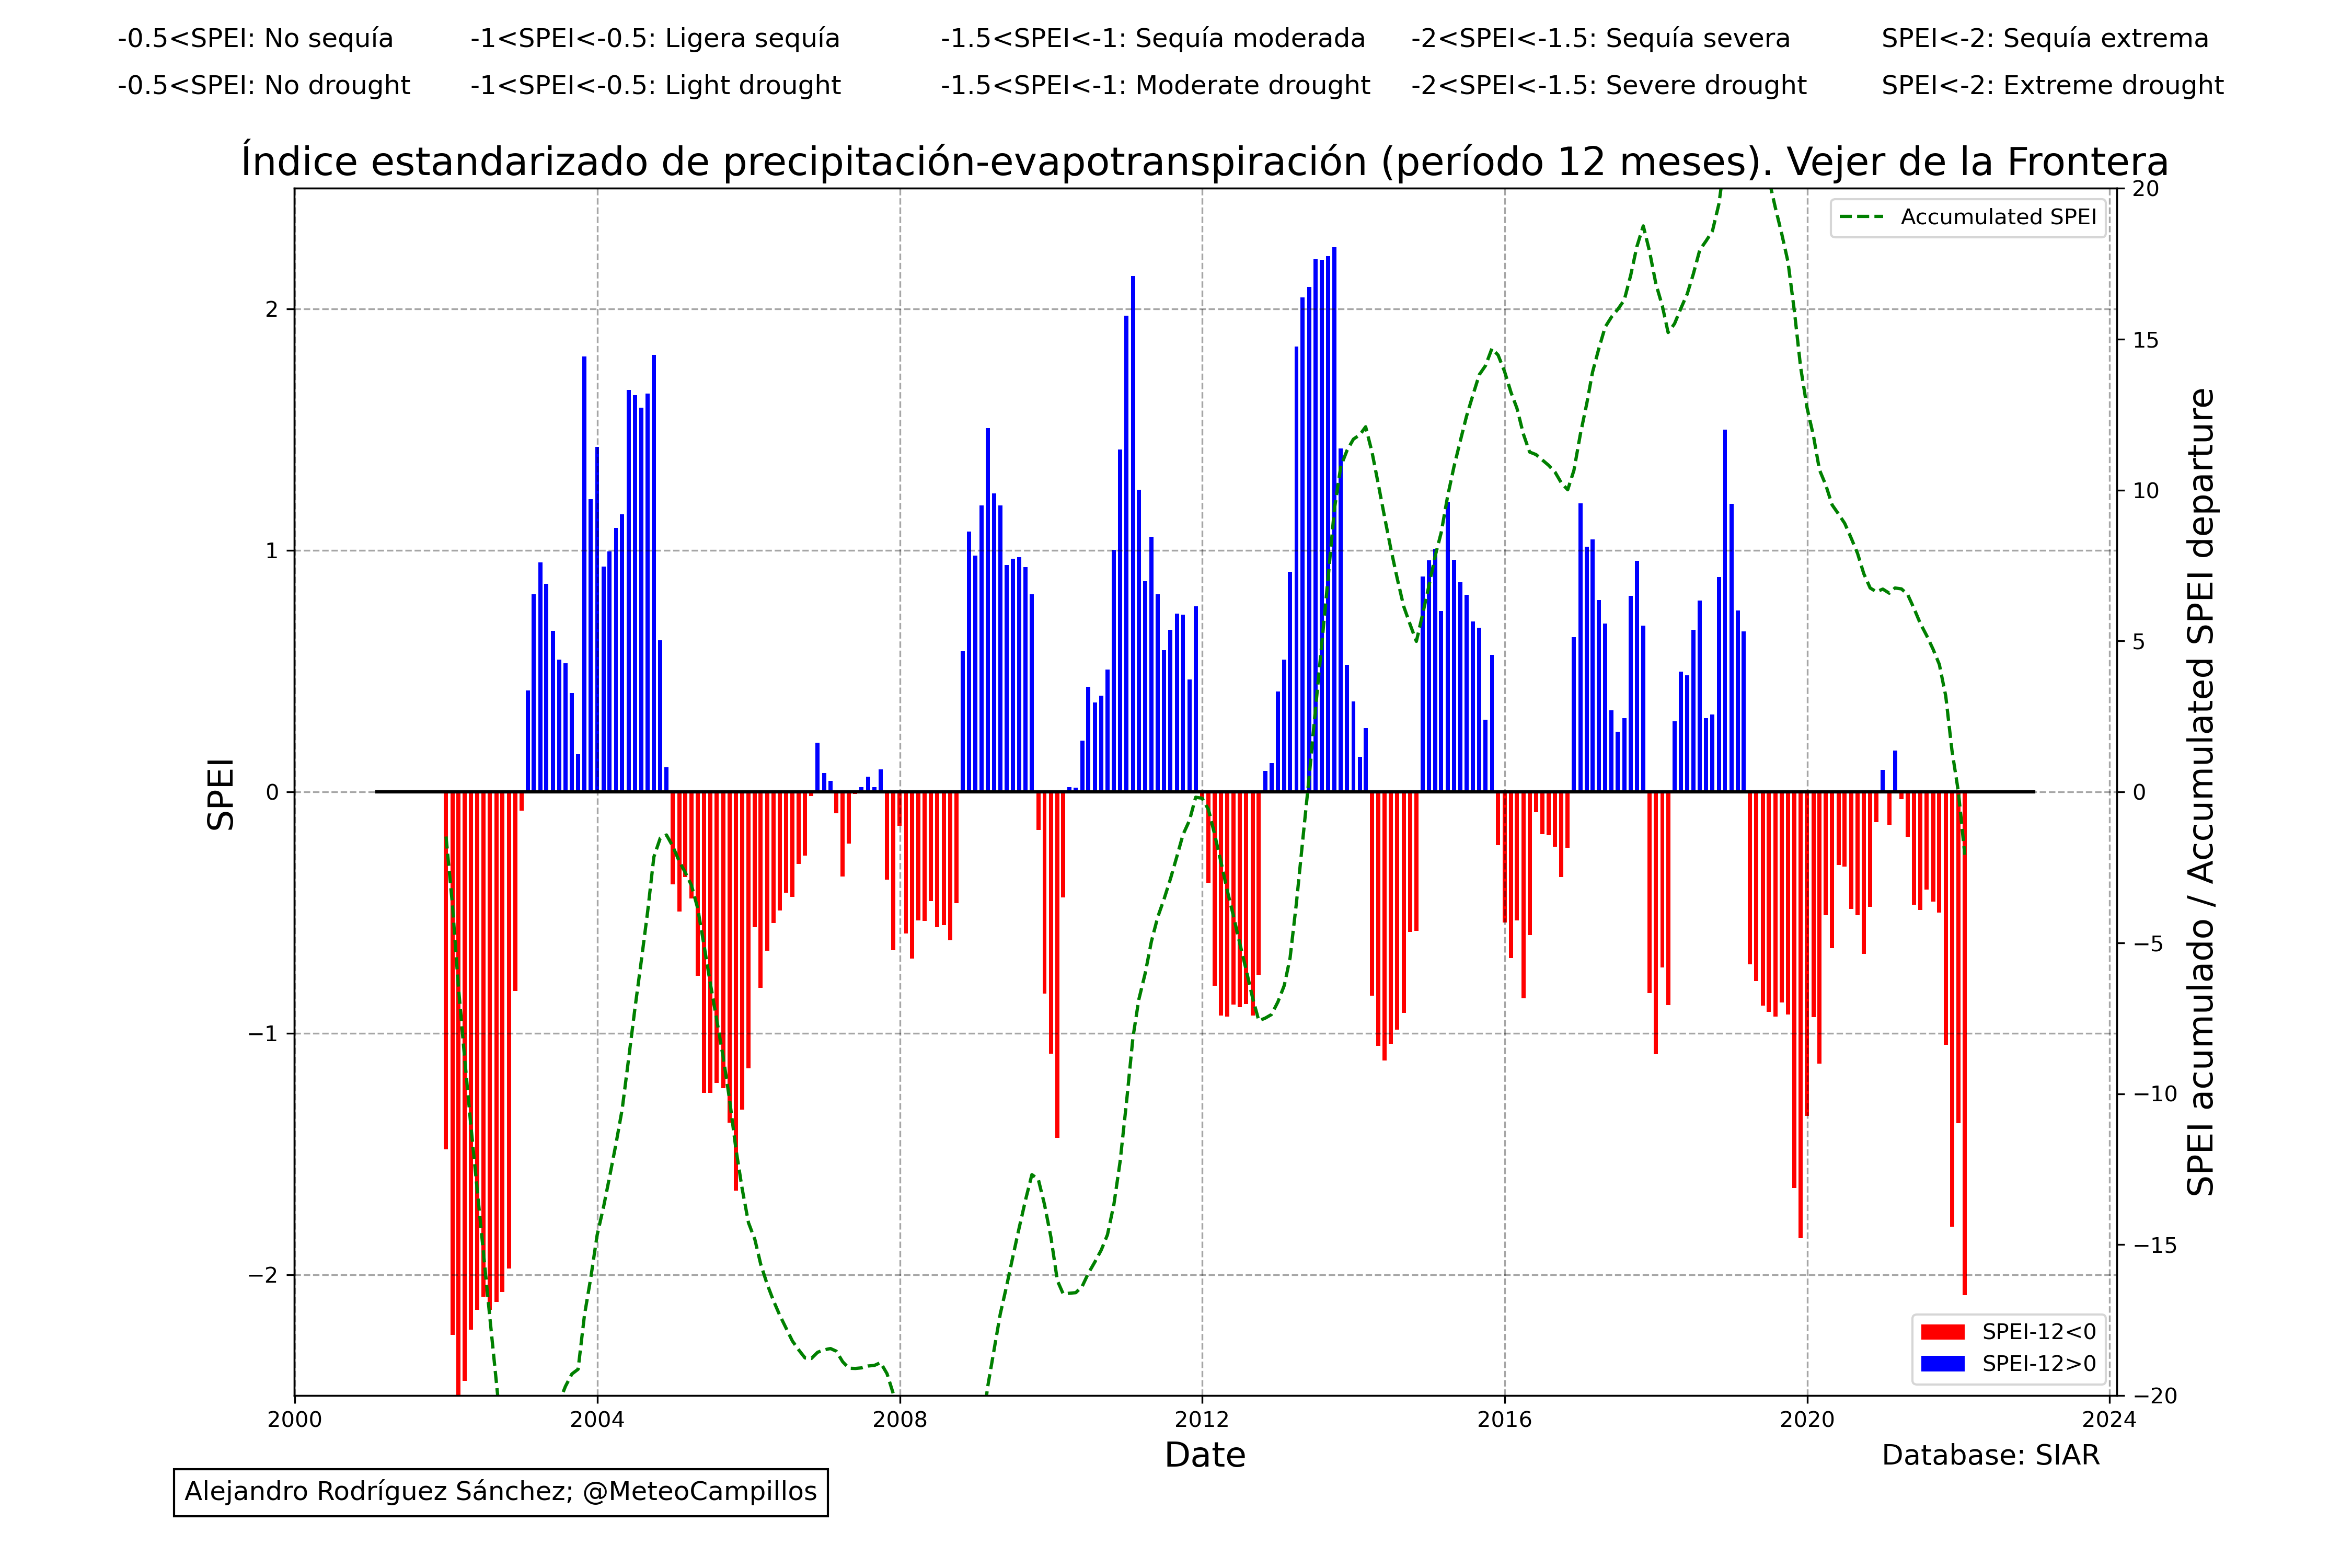 -0.5<SPEI: No sequía -1<SPEI<-0.5: Ligera sequía -1.5<SPEI<-1: Sequía moderada -2<SPEI<-1.5: Sequía severa SPEI<-2: Sequía extrema
-0.5<SPEI: No drought -1<SPEI<-0.5: Light drought -1.5<SPEI<-1: Moderate drought -2<SPEI<-1.5: Severe drought SPEI<-2: Extreme drought
Índice estandarizado de precipitación-evapotranspiración (período 12 meses). Vejer de la Frontera
Accumulated SPEI
SPEI
2
1
0
−1
−2
20
15
10
5
0
−5
−10
−15
−20
SPEI acumulado / Accumulated SPEI departure
SPEI-12<0
SPEI-12>0
2000 2004 2008 2012 2016 2020 2024
Date
Database: SIAR
Alejandro Rodríguez Sánchez; @MeteoCampillos